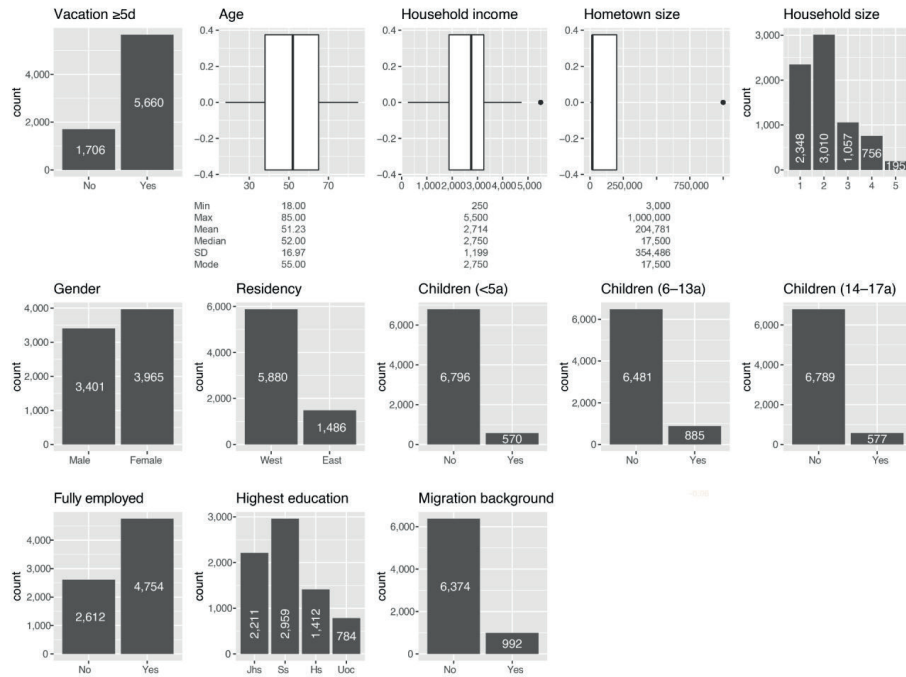 Vacation ≥5d
Age
Household income
Hometown size
Household size
count
4,000
2,000
0
1,706
5,660
No Yes
0.4
0.2
0.0
−0.2
−0.4
30 50 70
0.4
0.2
0.0
−0.2
−0.4
0 1,000 2,000 3,000 4,000 5,000
0.4
0.2
0.0
−0.2
−0.4
0 250,000 750,000
count
3,000
2,000
1,000
0
2,348 3,010 1,057 756 195
1 2 3 4 5
Min 18.00 250 3,000
Max 85.00 5,500 1,000,000
Mean 51.23 2,714 204,781
Median 52.00 2,750 17,500
SD 16.97 1,199 354,486
Mode 55.00 2,750 17,500
Gender
Residency
Children (<5a)
Children (6–13a)
Children (14–17a)
count
4,000
3,000
2,000
1,000
0
3,401 3,965
Male Female
count
6,000
4,000
2,000
0
5,880 1,486
West East
count
6,000
4,000
2,000
0
6,796 570
No Yes
count
6,000
4,000
2,000
0
6,481 885
No Yes
count
6,000
4,000
2,000
0
6,789 577
No Yes
Fully employed
Highest education
Migration background
count
4,000
3,000
2,000
1,000
0
2,612 4,754
No Yes
count
3,000
2,000
1,000
0
2,211 2,959 1,412 784
Jhs Ss Hs Uoc
count
6,000
4,000
2,000
0
6,374 992
No Yes